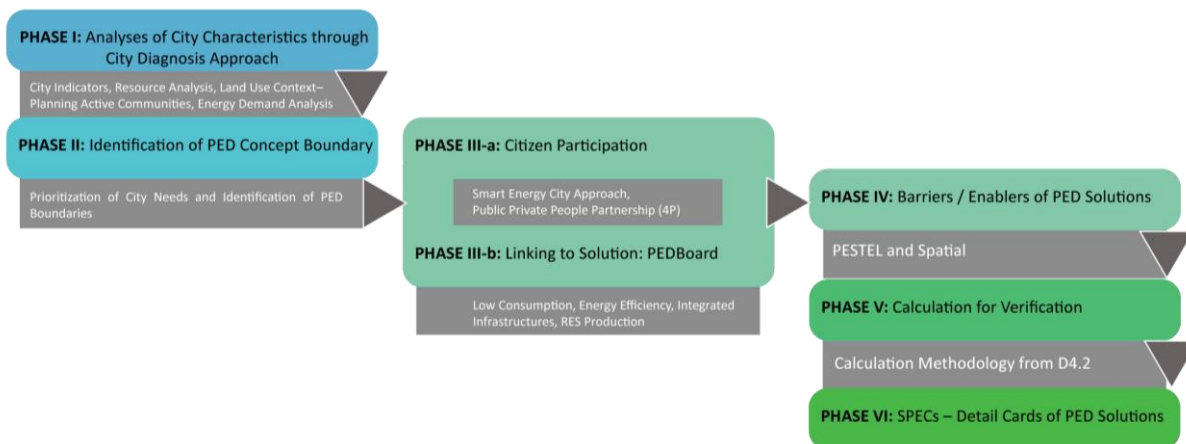 PHASE I: Analyses of City Characteristics through
City Diagnosis Approach
City Indicators, Resource Analysis, Land Use Context–
Planning Active Communities, Energy Demand Analysis
PHASE II: Identification of PED Concept Boundary
Prioritization of City Needs and Identification of PED
Boundaries
PHASE III-a: Citizen Participation
Smart Energy City Approach,
Public Private People Partnership (4P)
PHASE III-b: Linking to Solution: PEDBoard
Low Consumption, Energy Efficiency, Integrated
Infrastructures, RES Production
PHASE IV: Barriers / Enablers of PED Solutions
PESTEL and Spatial
PHASE V: Calculation for Verification
Calculation Methodology from D4.2
PHASE VI: SPECs – Detail Cards of PED Solutions